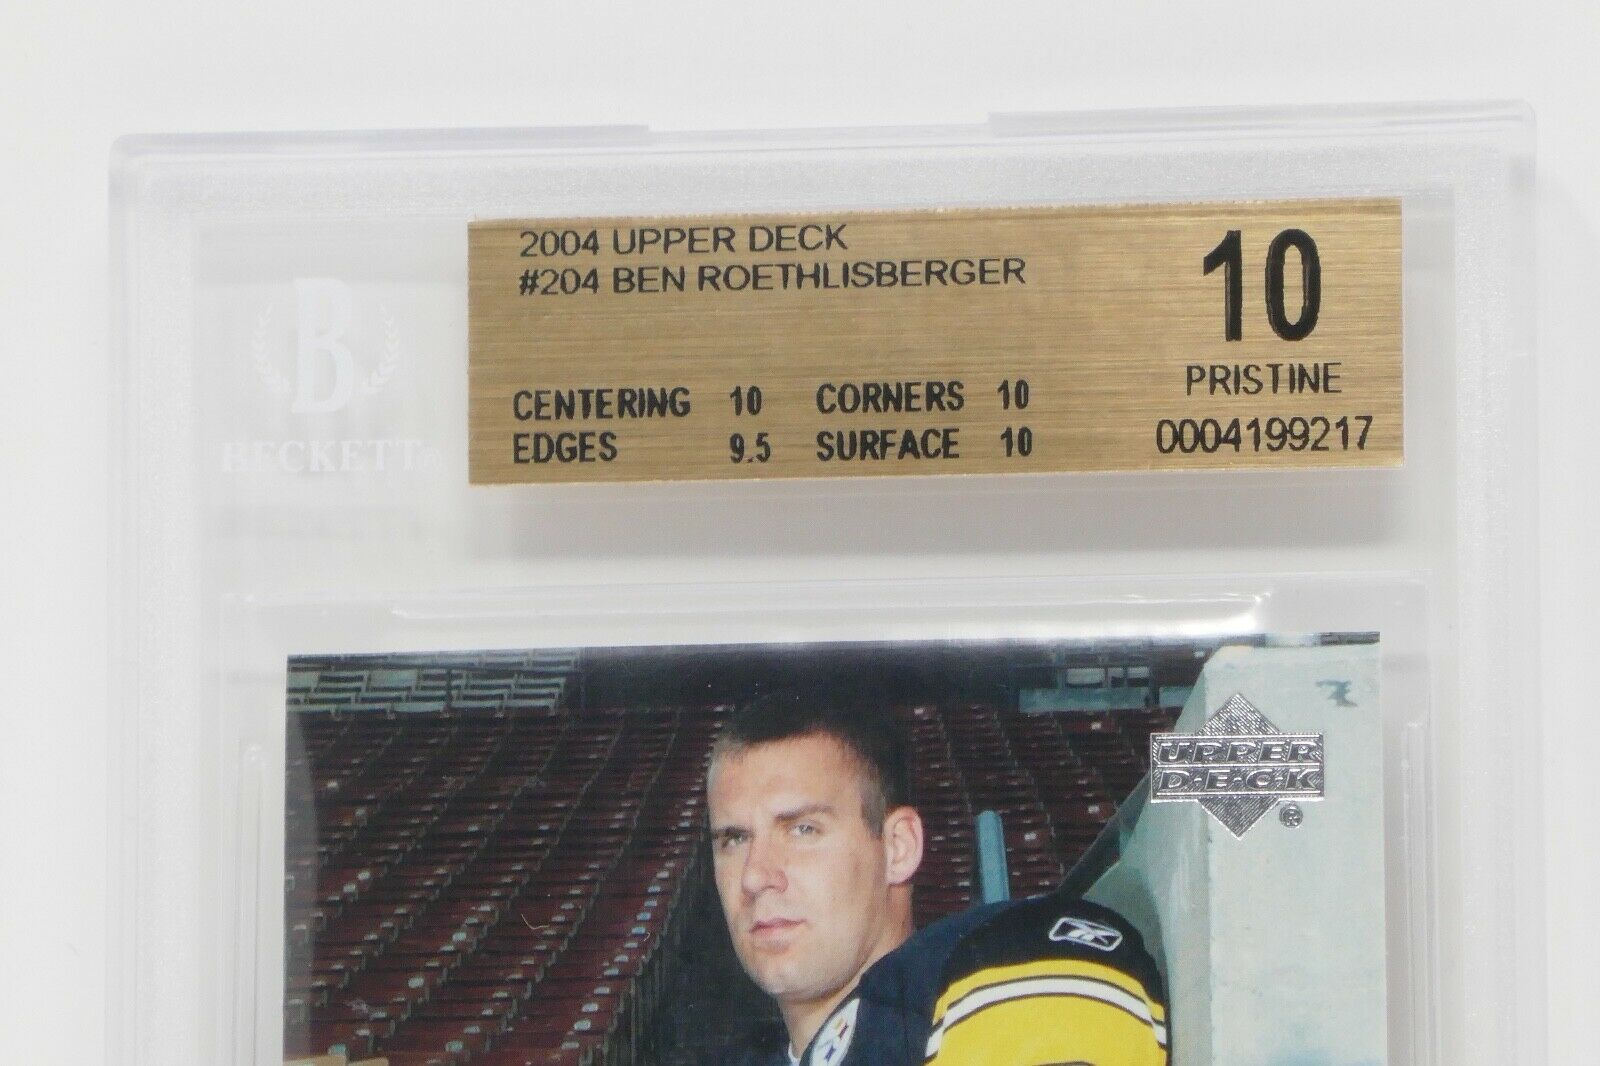 2004 UPPER DECK
#204 BEN ROETHLISBERGER
10
PRISTINE
0004199217
CENTERING 10 CORNERS 10
EDGES 9.5 SURFACE 10
B
BECKETT
UPPER
DECK
®